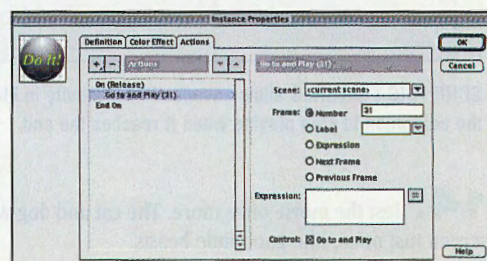 Instance Properties
Do It!
Definition Color Effect Actions
+ - Actions
Go to and Play (31)
OK
Cancel
On (Release)
Go to and Play (31)
End On
Scene: <current scene>
Frame: Number 31
Label
Expression
Next Frame
Previous Frame
Expression:
Control: Go to and Play
Help